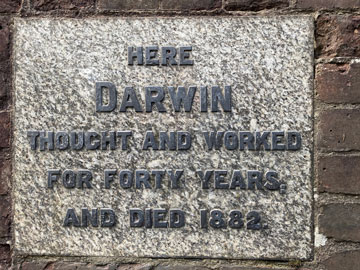 HERE
DARWIN
THOUGHT AND WORKED
FOR FORTY YEARS,
AND DIED 1882.